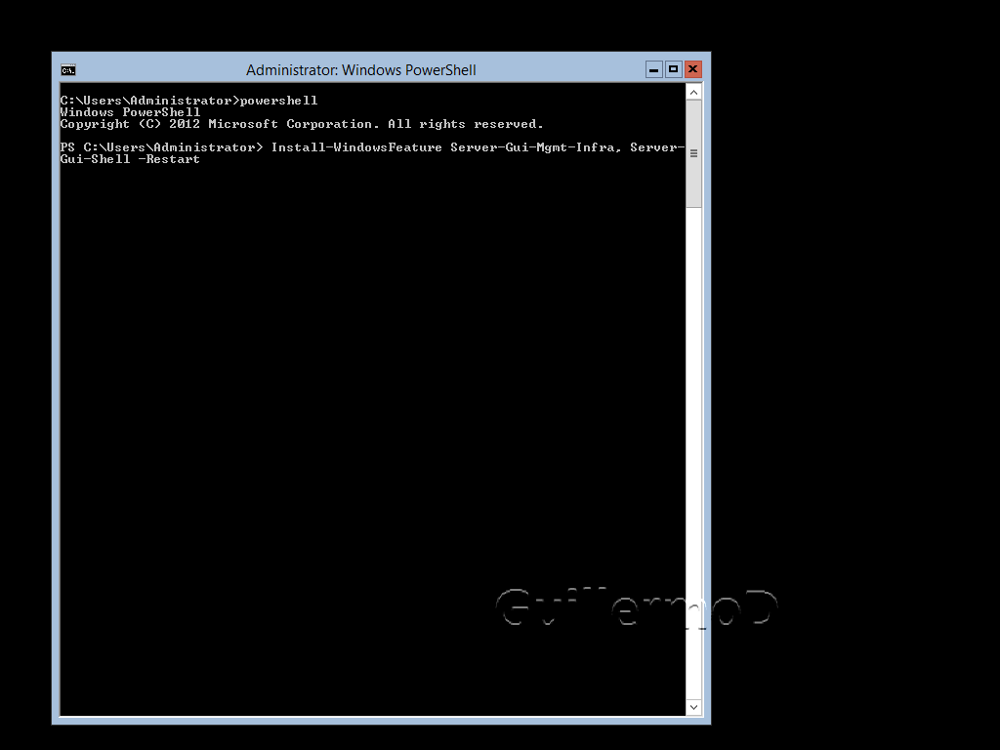 Administrator: Windows PowerShell
C:\Users\Administrator>powershell
Windows PowerShell
Copyright (C) 2012 Microsoft Corporation. All rights reserved.
PS C:\Users\Administrator> Install-WindowsFeature Server-Gui-Mgmt-Infra, Server-
Gui-Shell -Restart
GuillermoD